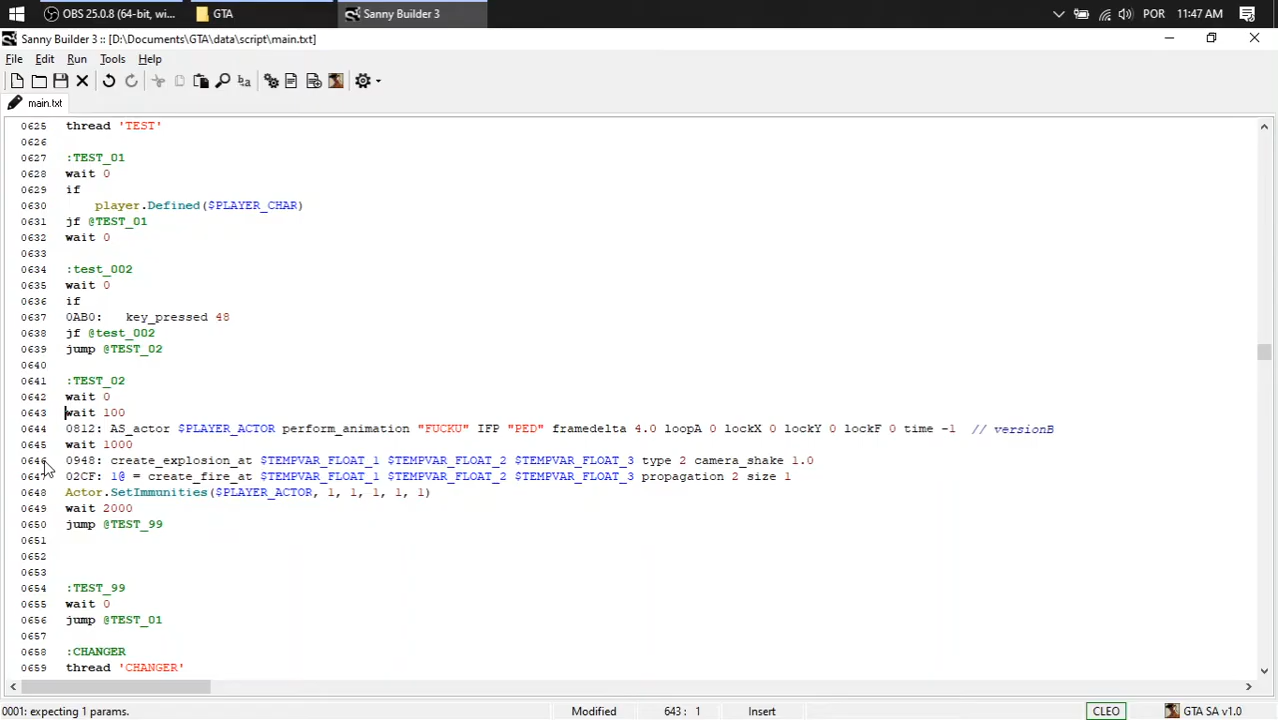 OBS 25.0.8 (64-bit, wi... GTA Sanny Builder 3 POR 11:47 AM
Sanny Builder 3 :: [D:\Documents\GTA\data\script\main.txt]
File Edit Run Tools Help
main.txt
0625 thread 'TEST'
0626
0627 :TEST_01
0628 wait 0
0629 if
0630 player.Defined($PLAYER_CHAR)
0631 jf @TEST_01
0632 wait 0
0633
0634 :test_002
0635 wait 0
0636 if
0637 0AB0: key_pressed 48
0638 jf @test_002
0639 jump @TEST_02
0640
0641 :TEST_02
0642 wait 0
0643 wait 100
0644 0812: AS_actor $PLAYER_ACTOR perform_animation "FUCKU" IFP "PED" framedelta 4.0 loopA 0 lockX 0 lockY 0 lockF 0 time -1 // versionB
0645 wait 1000
0646 0948: create_explosion_at $TEMPVAR_FLOAT_1 $TEMPVAR_FLOAT_2 $TEMPVAR_FLOAT_3 type 2 camera_shake 1.0
0647 02CF: 1@ = create_fire_at $TEMPVAR_FLOAT_1 $TEMPVAR_FLOAT_2 $TEMPVAR_FLOAT_3 propagation 2 size 1
0648 Actor.SetImmunities($PLAYER_ACTOR, 1, 1, 1, 1, 1)
0649 wait 2000
0650 jump @TEST_99
0651
0652
0653
0654 :TEST_99
0655 wait 0
0656 jump @TEST_01
0657
0658 :CHANGER
0659 thread 'CHANGER'
0001: expecting 1 params. Modified 643: 1 Insert CLEO GTA SA v1.0